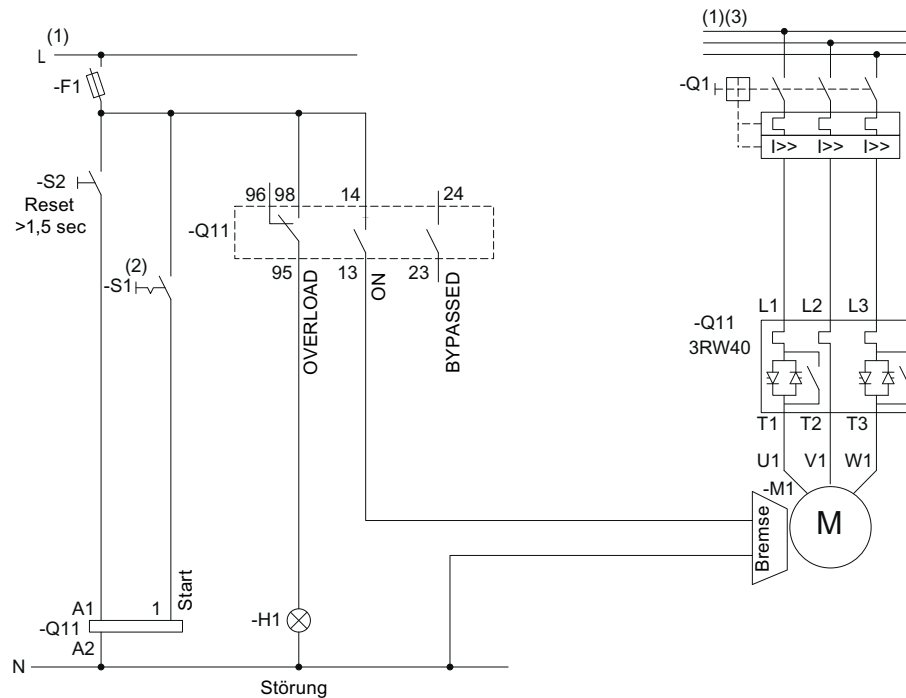 (1)
L
-F1
-S2
Reset
>1,5 sec
(2)
-S1
96 98 14 24
-Q11
95 13 23
OVERLOAD
ON
BYPASSED
A1 1
Start
-Q11
A2
-H1
N
Störung
(1)(3)
-Q1
I>> I>> I>>
L1 L2 L3
-Q11
3RW40
T1 T2 T3
U1 V1 W1
-M1
M
Bremse